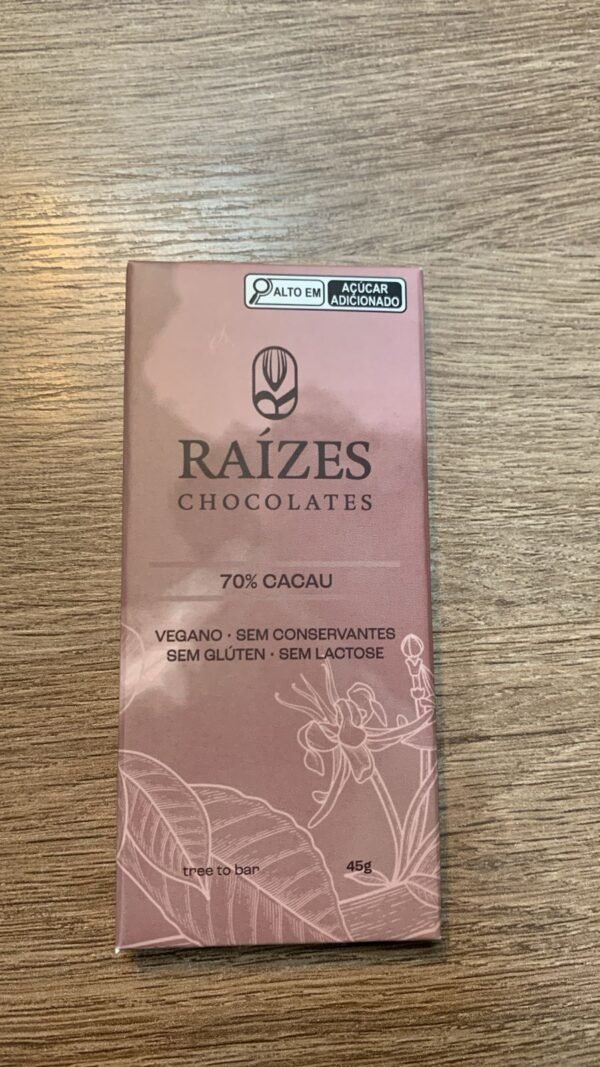 ALTO EM AÇÚCAR ADICIONADO
RAÍZES
CHOCOLATES
70% CACAU
VEGANO · SEM CONSERVANTES
SEM GLÚTEN · SEM LACTOSE
tree to bar 45g